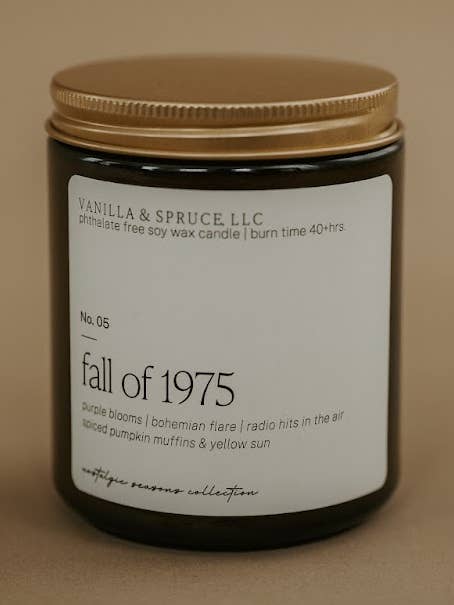 VANILLA & SPRUCE, LLC
phthalate free soy wax candle | burn time 40+hrs.
No. 05
fall of 1975
purple blooms | bohemian flare | radio hits in the air
spiced pumpkin muffins & yellow sun
nostalgic seasons collection